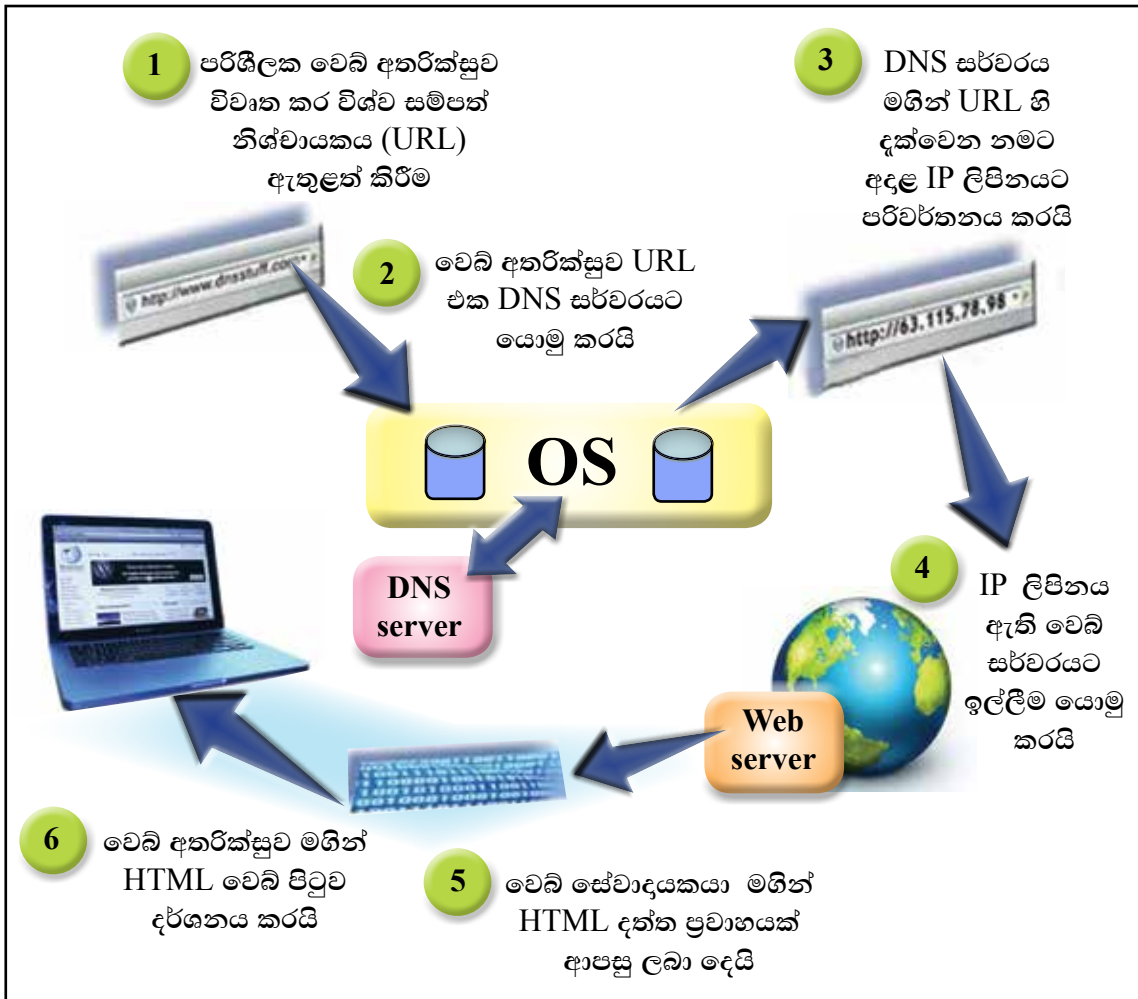 1
පරිශීලක වෙබ් අතරික්සුව
විවෘත කර විශ්ව සම්පත්
නිශ්චායකය (URL)
ඇතුළත් කිරීම
http://www.dnsstuff.com
2
වෙබ් අතරික්සුව URL
එක DNS සර්වරයට
යොමු කරයි
3
DNS සර්වරය
මගින් URL හි
දැක්වෙන නමට
අදාළ IP ලිපිනයට
පරිවර්තනය කරයි
http://63.115.78.98
OS
DNS
server
4
IP ලිපිනය
ඇති වෙබ්
සර්වරයට
ඉල්ලීම යොමු
කරයි
Web
server
5
වෙබ් සේවාදායකයා මගින්
HTML දත්ත ප්‍රවාහයක්
ආපසු ලබා දෙයි
6
වෙබ් අතරික්සුව මගින්
HTML වෙබ් පිටුව
දර්ශනය කරයි